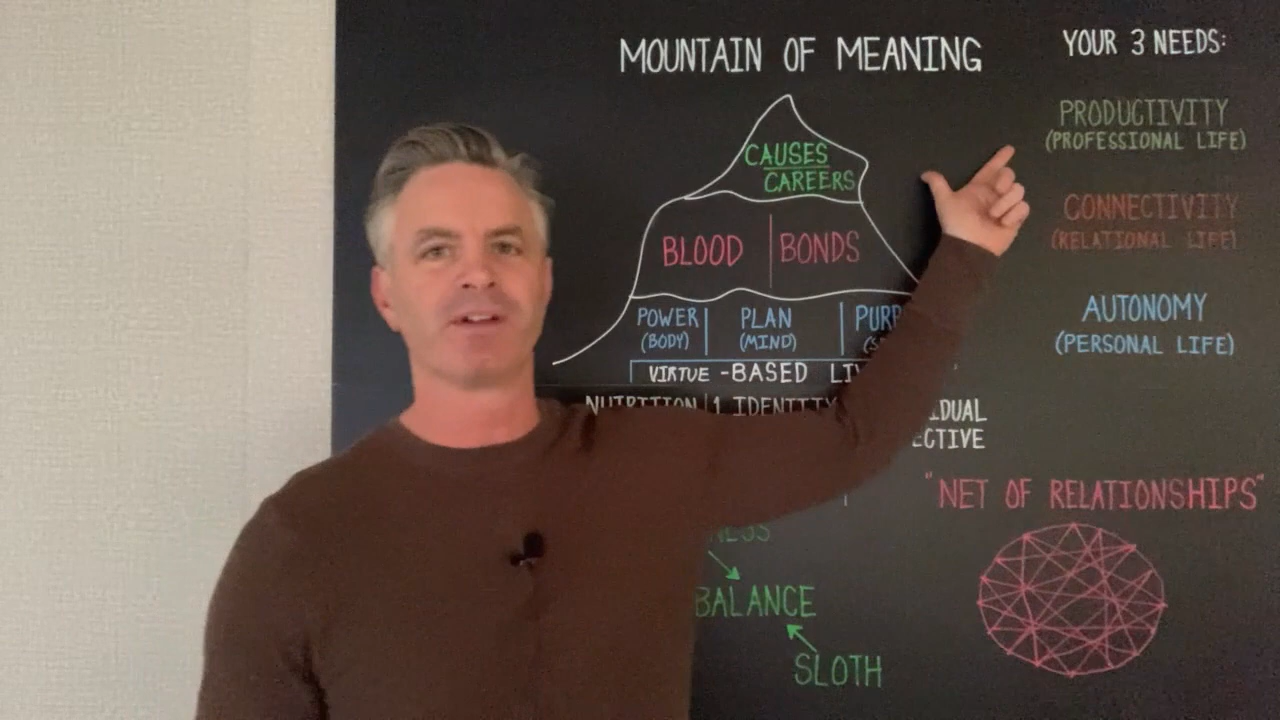 MOUNTAIN OF MEANING
CAUSES
CAREERS
BLOOD | BONDS
POWER | PLAN |
(BODY) (MIND)
VIRTUE -BASED
NUTRITION | 1 IDENTITY
BALANCE
SLOTH
YOUR 3 NEEDS:
PRODUCTIVITY
(PROFESSIONAL LIFE)
CONNECTIVITY
(RELATIONAL LIFE)
AUTONOMY
(PERSONAL LIFE)
"NET OF RELATIONSHIPS"